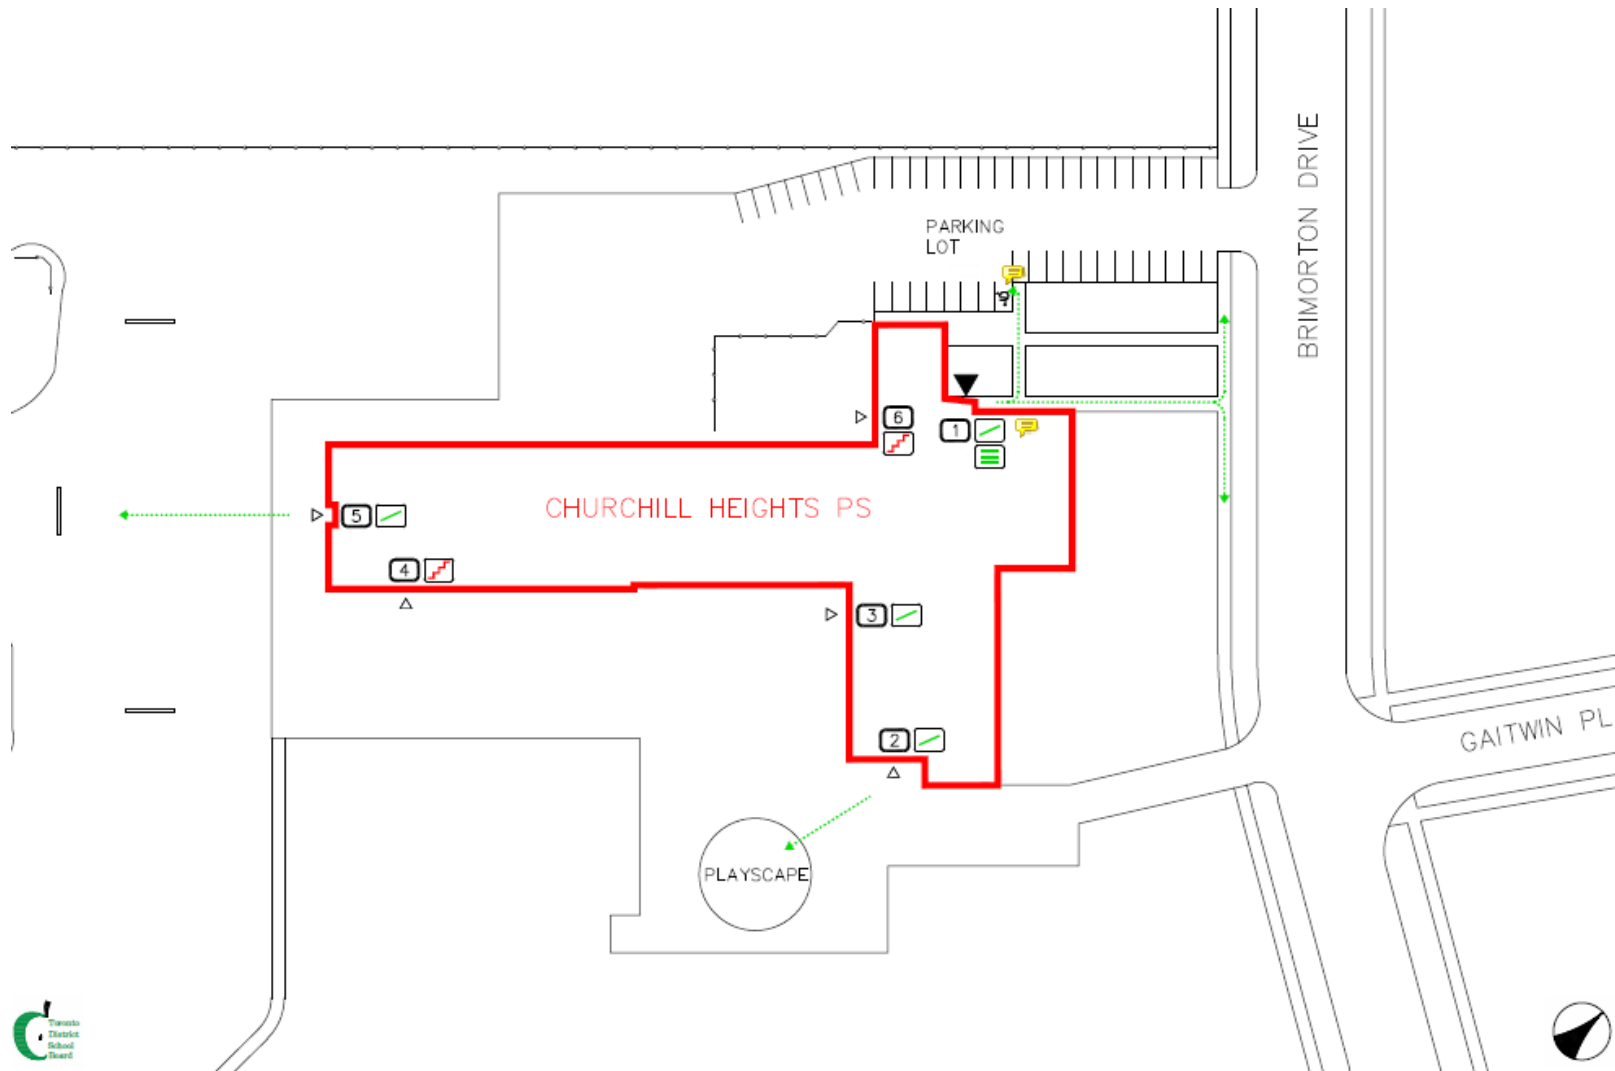 BRIMORTON DRIVE
PARKING
LOT
6
1
CHURCHILL HEIGHTS PS
5
4
3
2
GAITWIN PL
PLAYSCAPE
Toronto
District
School
Board